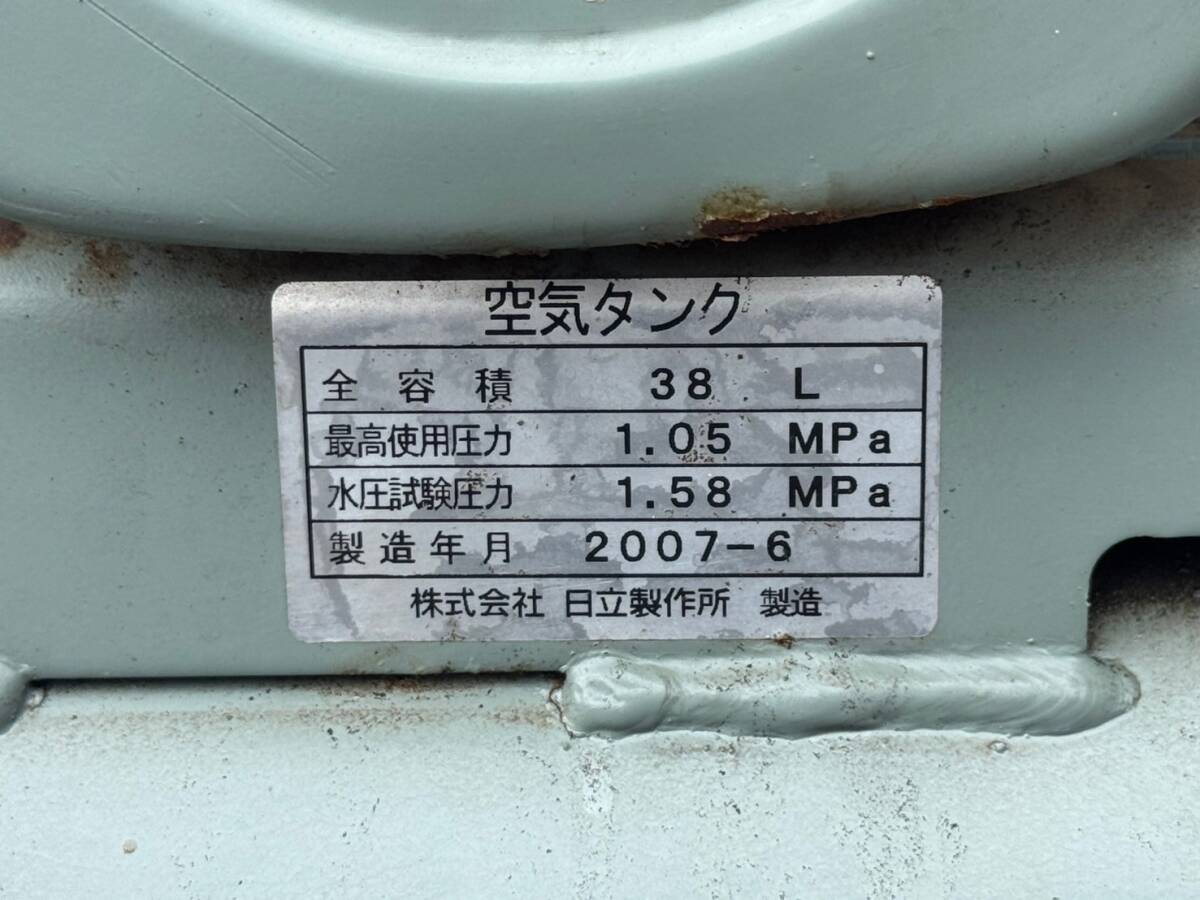 空気タンク
全容積 38 L
最高使用圧力 1.05 MPa
水圧試験圧力 1.58 MPa
製造年月 2007-6
株式会社 日立製作所 製造